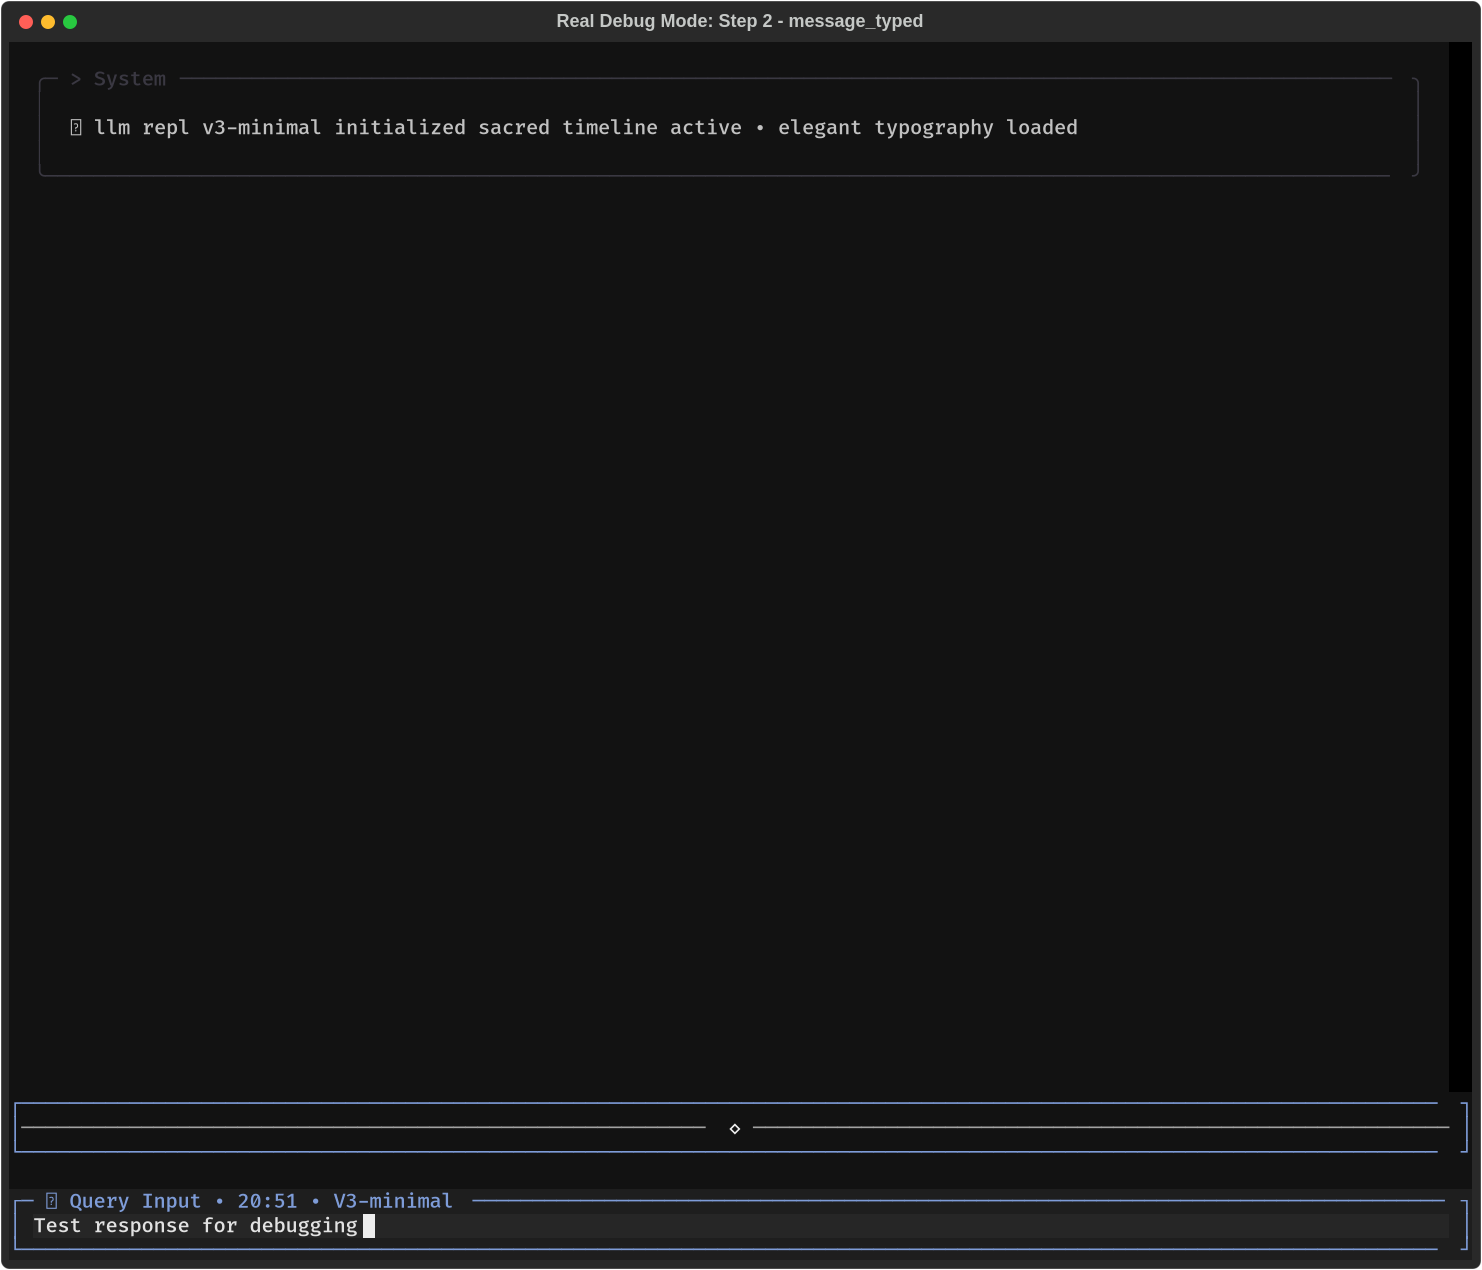 Real Debug Mode: Step 2 - message_typed
> System
llm repl v3-minimal initialized sacred timeline active • elegant typography loaded
Query Input • 20:51 • V3-minimal
Test response for debugging